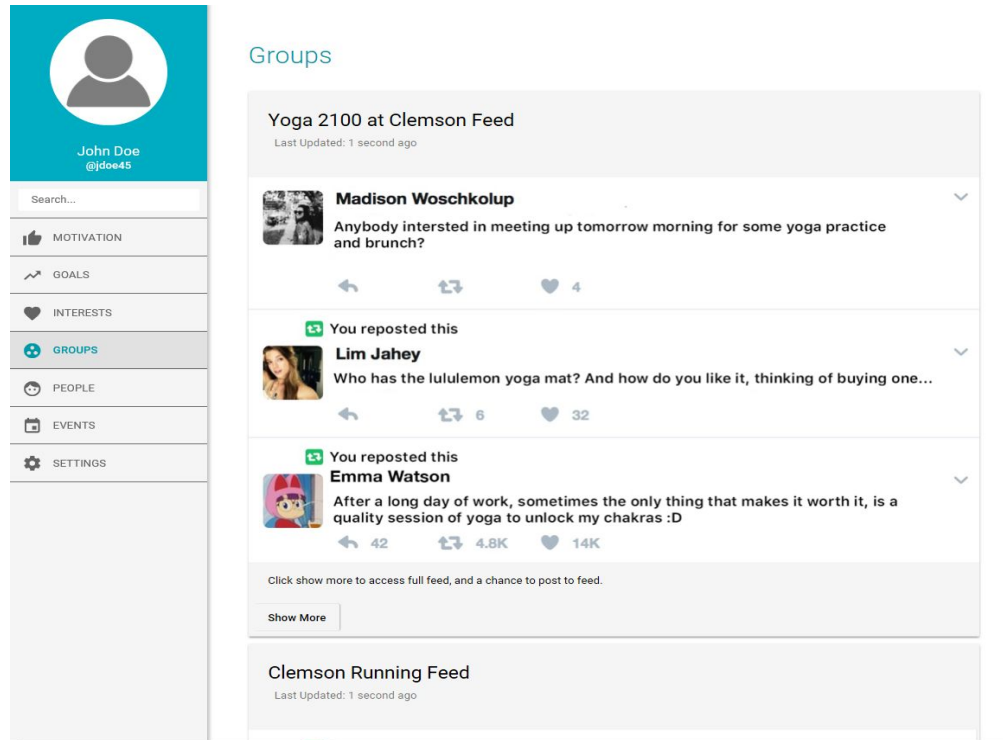 John Doe
@jdoe45
Search...
MOTIVATION
GOALS
INTERESTS
GROUPS
PEOPLE
EVENTS
SETTINGS
Groups
Yoga 2100 at Clemson Feed
Last Updated: 1 second ago
Madison Woschkolup
Anybody intersted in meeting up tomorrow morning for some yoga practice
and brunch?
4
You reposted this
Lim Jahey
Who has the lululemon yoga mat? And how do you like it, thinking of buying one...
6 32
You reposted this
Emma Watson
After a long day of work, sometimes the only thing that makes it worth it, is a
quality session of yoga to unlock my chakras :D
42 4.8K 14K
Click show more to access full feed, and a chance to post to feed.
Show More
Clemson Running Feed
Last Updated: 1 second ago